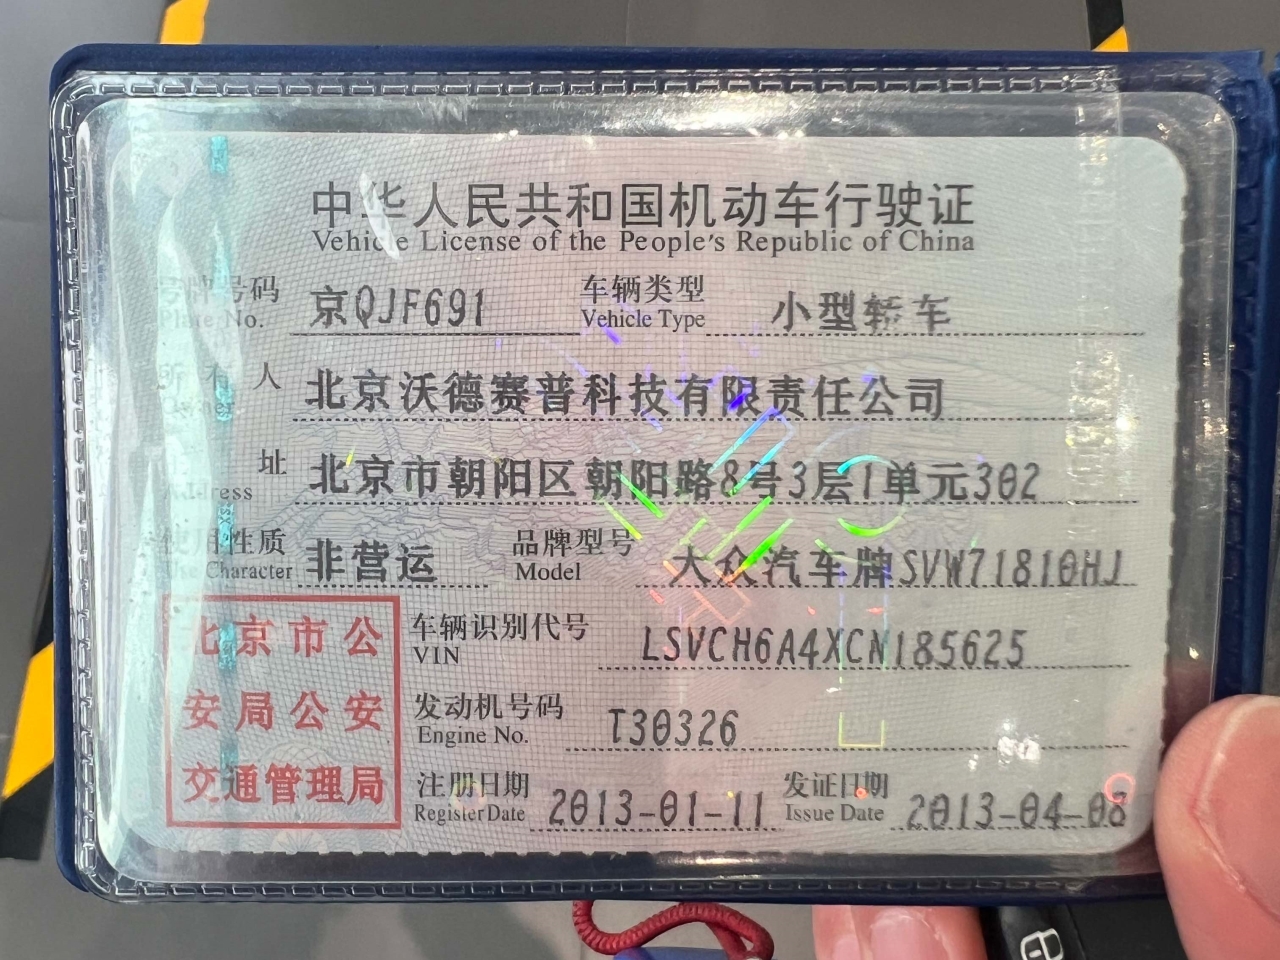 中华人民共和国机动车行驶证
Vehicle License of the People's Republic of China
号牌号码 京QJF691 车辆类型 小型轿车
Plate No. Vehicle Type
所有人 北京沃德赛普科技有限责任公司
址 北京市朝阳区朝阳路8号3层1单元302
Address
使用性质 非营运 品牌型号 大众汽车牌SVW71810HJ
Use Character Model
北京市公
安局公安
交通管理局
车辆识别代号 LSVCH6A4XCN185625
VIN
发动机号码 T30326
Engine No.
注册日期 2013-01-11 发证日期 2013-04-08
Register Date Issue Date